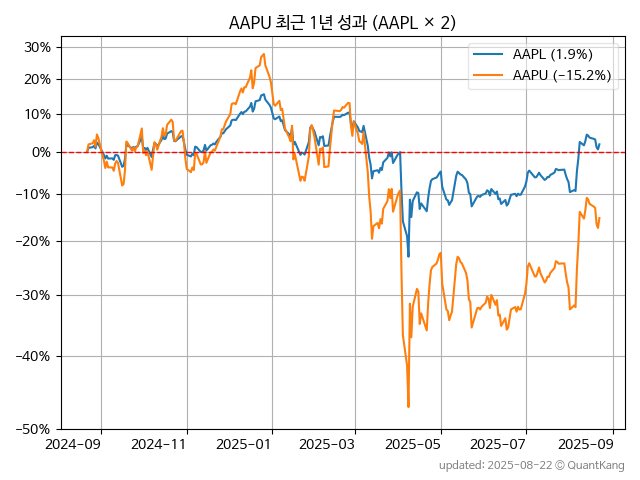 AAPU 최근 1년 성과 (AAPL × 2)
AAPL (1.9%)
AAPU (−15.2%)
30%
20%
10%
0%
−10%
−20%
−30%
−40%
−50%
2024-09 2024-11 2025-01 2025-03 2025-05 2025-07 2025-09
updated: 2025-08-22 © QuantKang